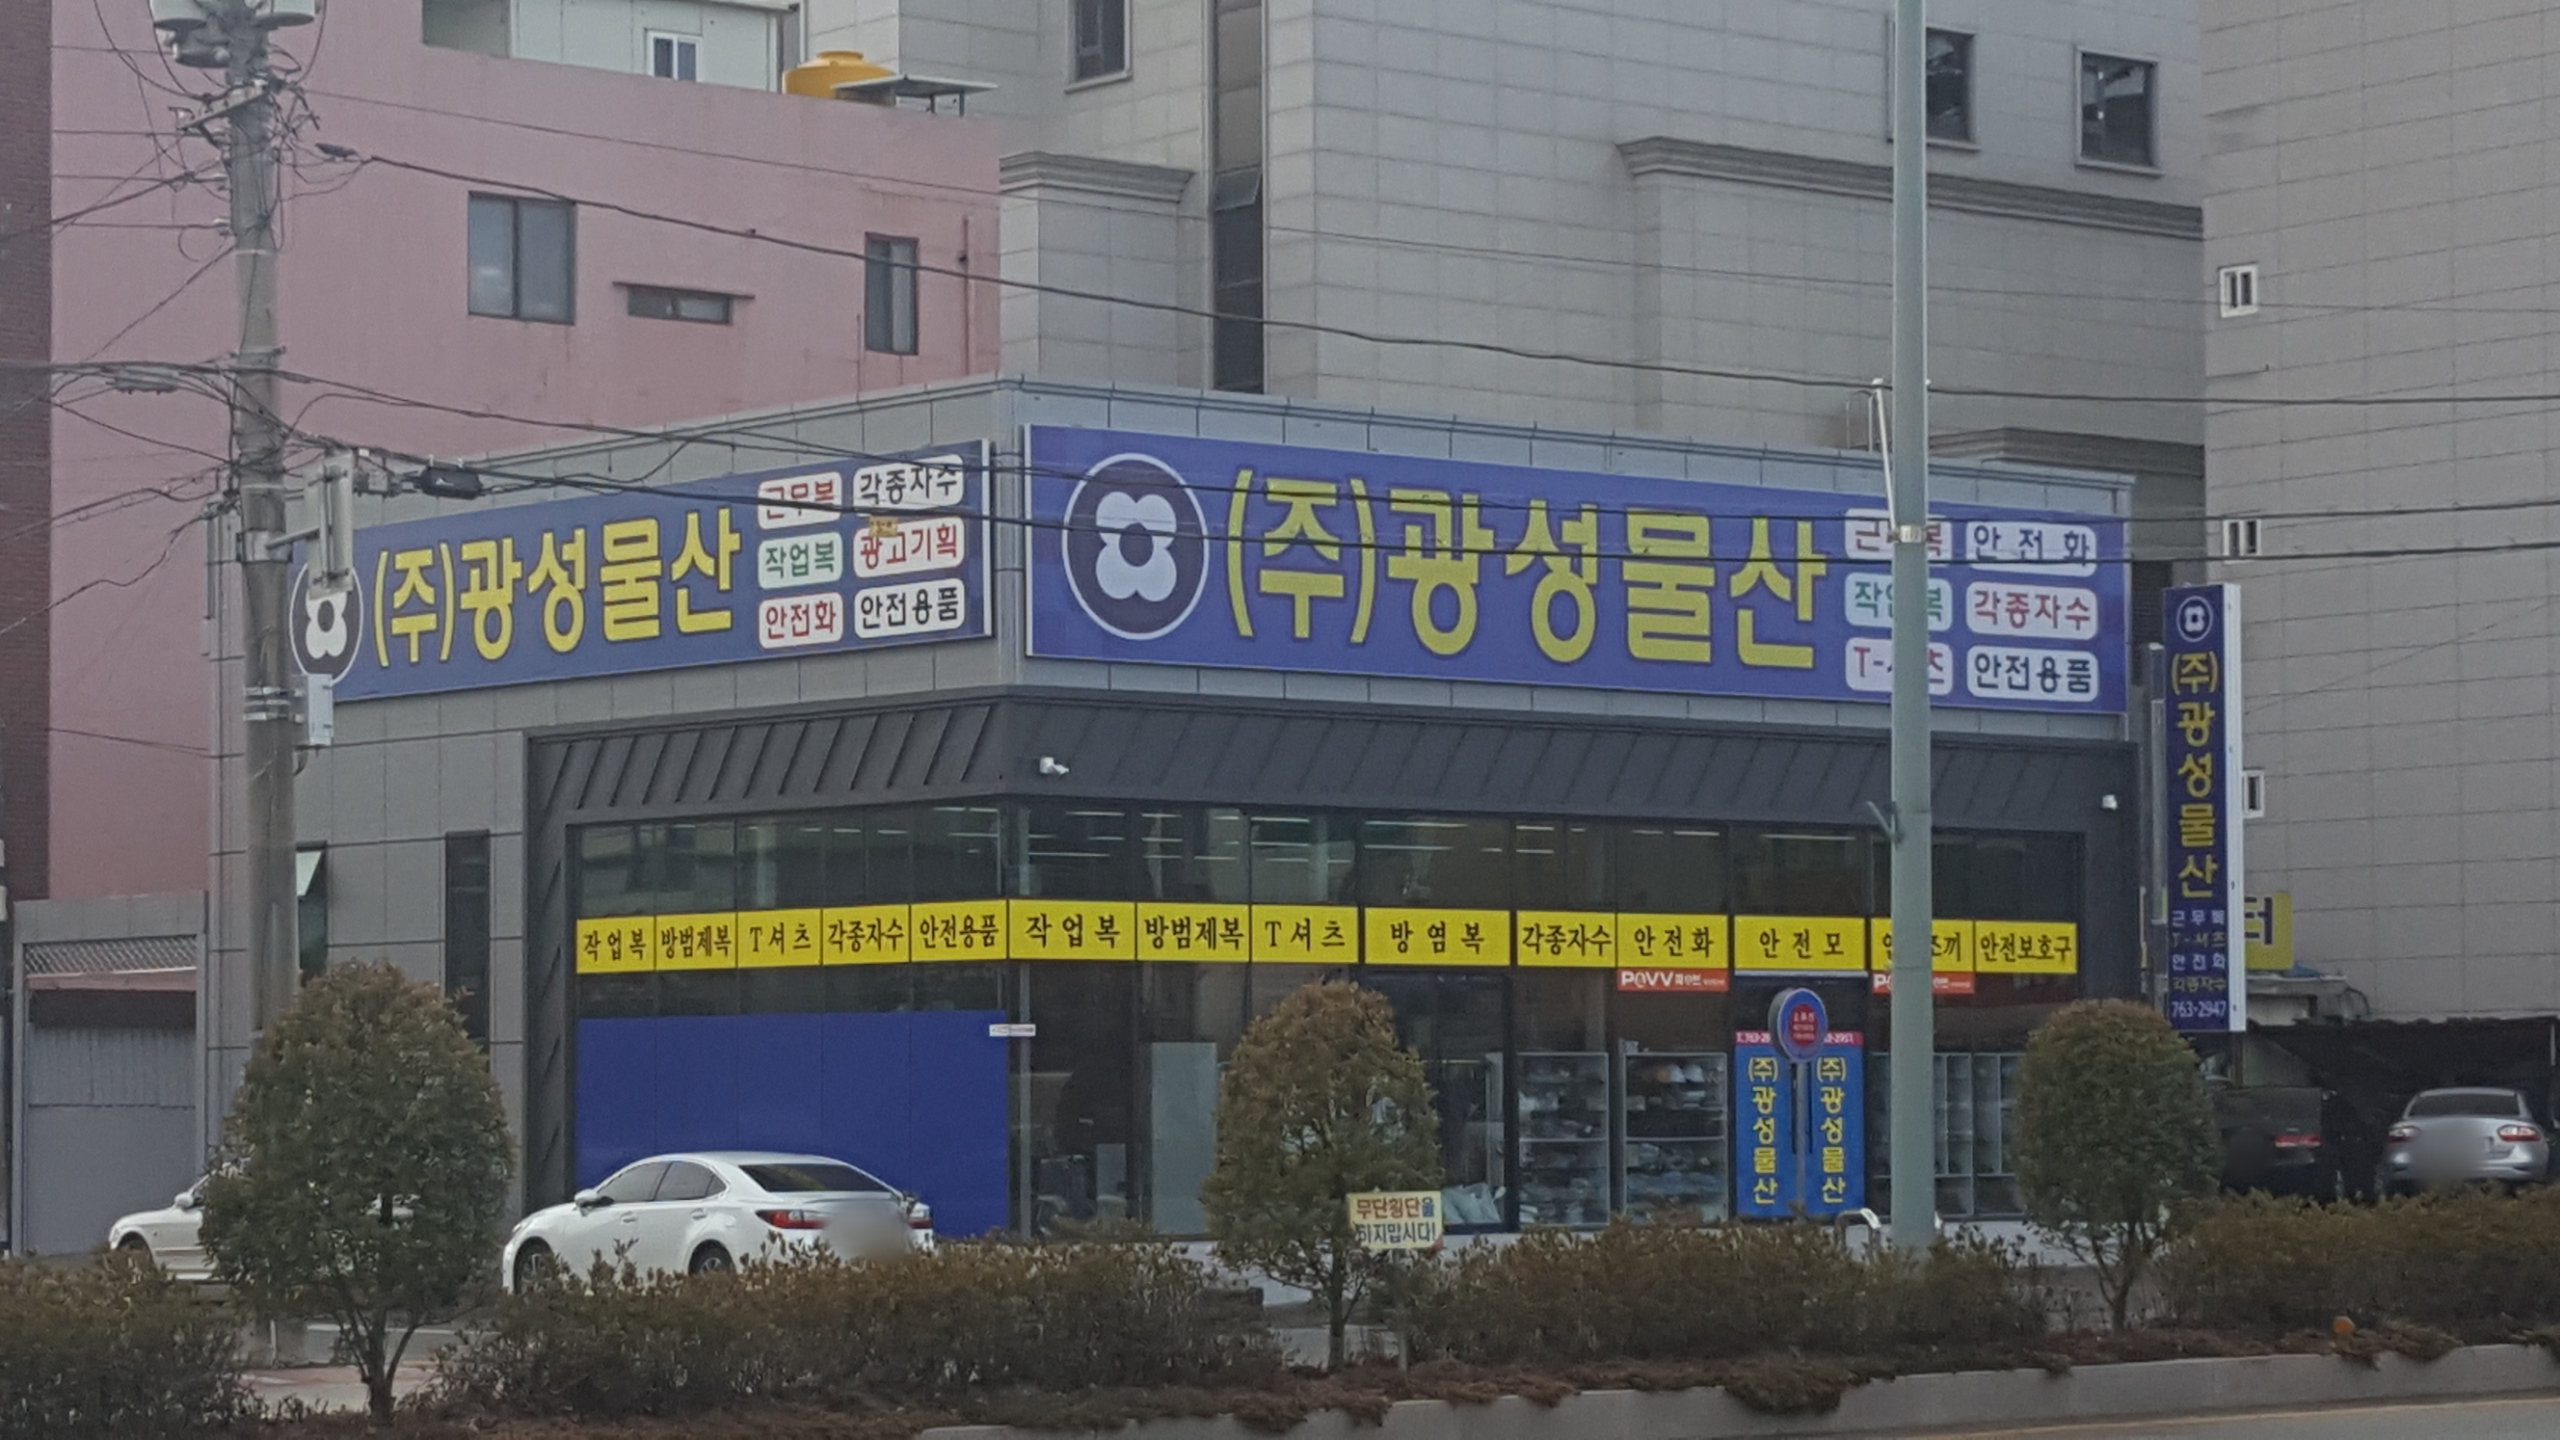 (주)광성물산
근무복 각종자수
작업복 광고기획
안전화 안전용품
(주)광성물산
안전화
각종자수
안전용품
(주)광성물산
근무복
T-셔츠
안전화
각종자수
763-2947
터
작업복 방범제복 T셔츠 각종자수 안전용품 작업복 방범제복 T셔츠 방염복 각종자수 안전화 안전모 조끼 안전보호구
(주)광성물산
(주)광성물산
무단횡단을
하지맙시다!